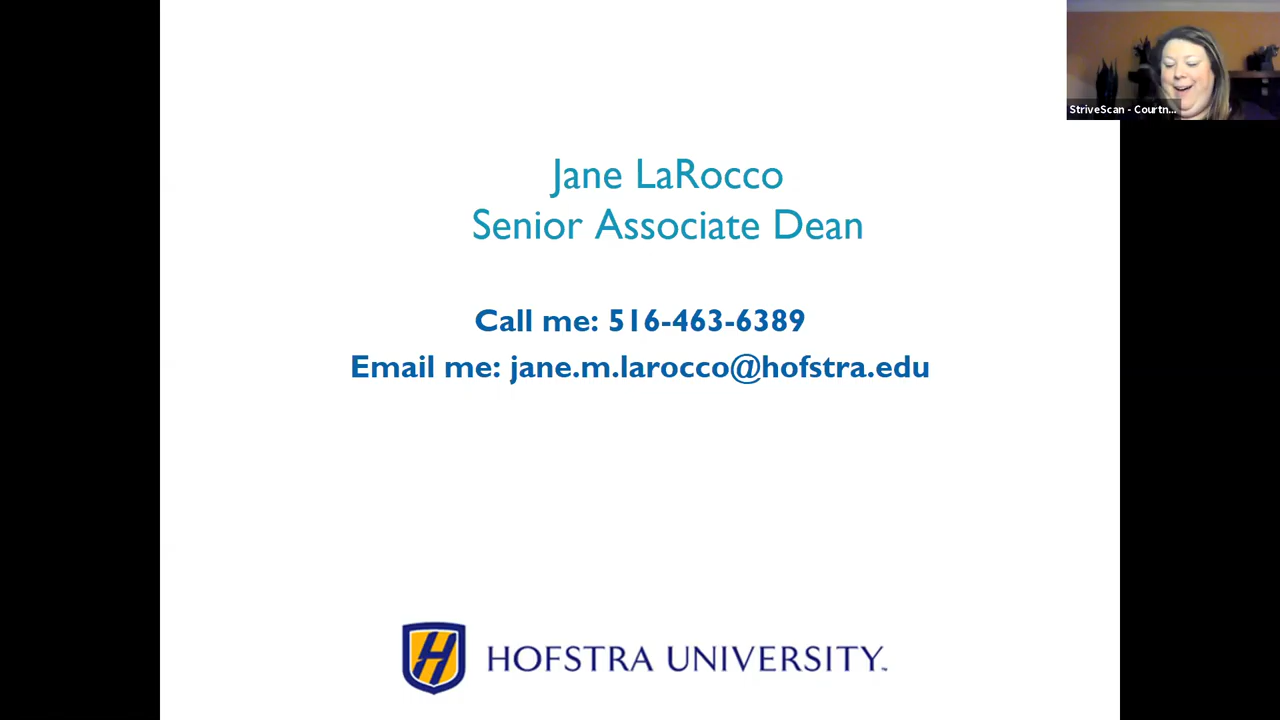 StriveScan - Courtn...
Jane LaRocco
Senior Associate Dean
Call me: 516-463-6389
Email me: jane.m.larocco@hofstra.edu
H HOFSTRA UNIVERSITY™